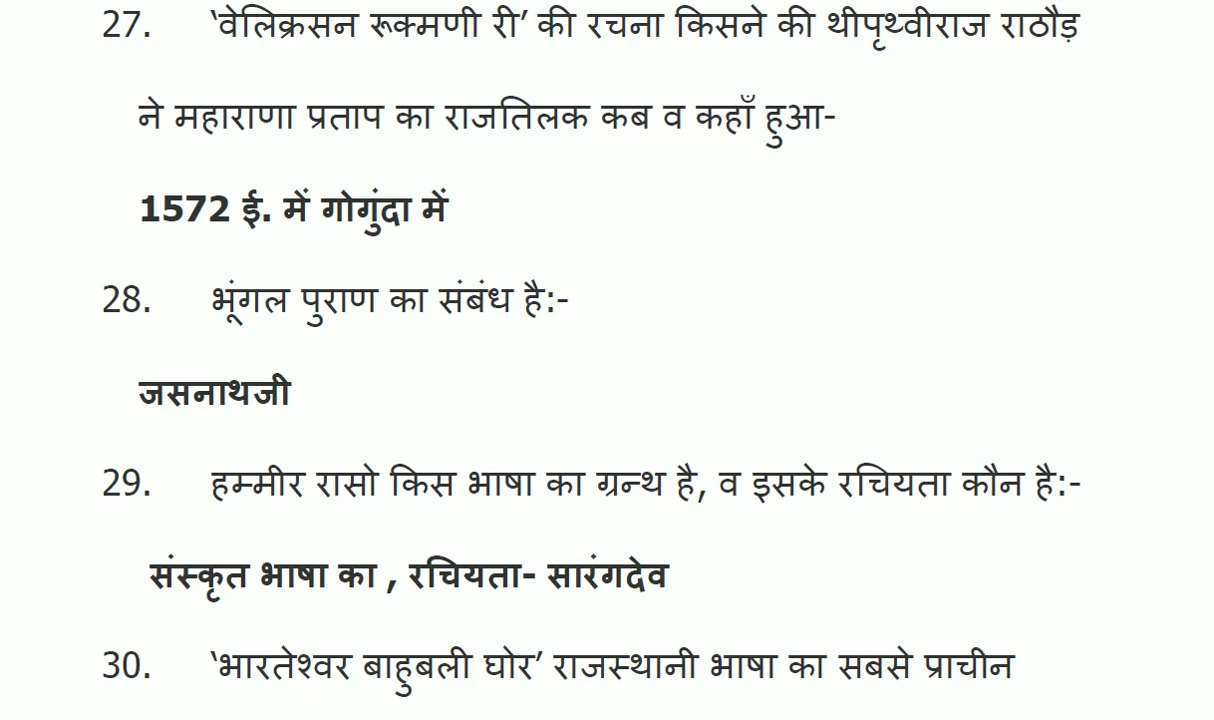 27. ‘वेलिक्रसन रूक्मणी री’ की रचना किसने की थीपृथ्वीराज राठौड़
ने महाराणा प्रताप का राजतिलक कब व कहाँ हुआ-
1572 ई. में गोगुंदा में
28. भूंगल पुराण का संबंध है:-
जसनाथजी
29. हम्मीर रासो किस भाषा का ग्रन्थ है, व इसके रचियता कौन है:-
संस्कृत भाषा का , रचियता- सारंगदेव
30. ‘भारतेश्वर बाहुबली घोर’ राजस्थानी भाषा का सबसे प्राचीन